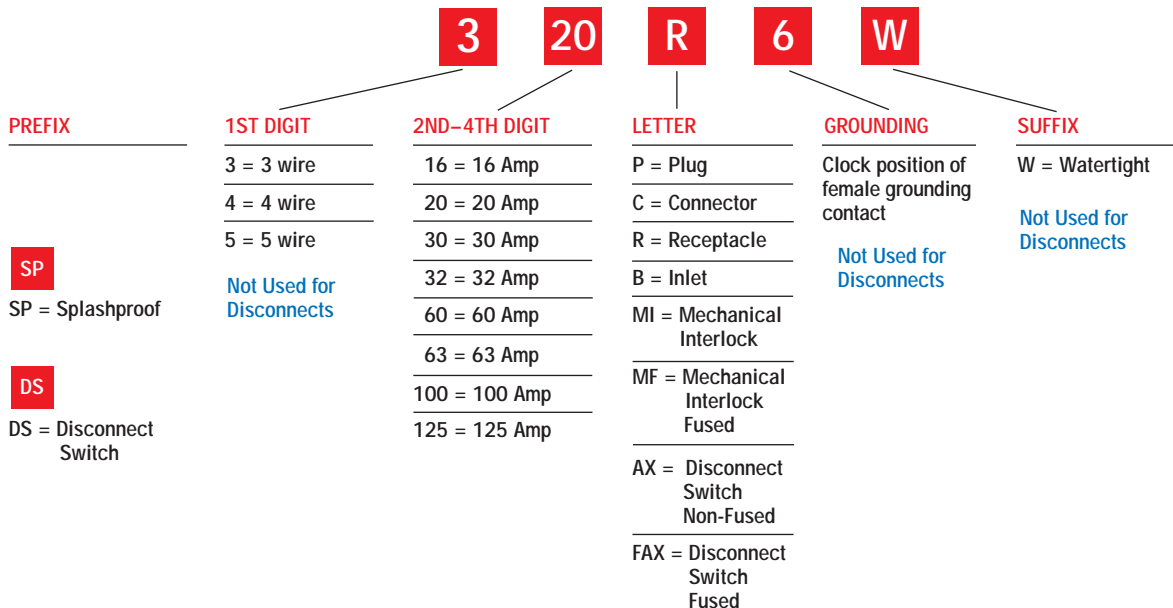 3 20 R 6 W
PREFIX
SP
SP = Splashproof
DS
DS = Disconnect
Switch
1ST DIGIT
3 = 3 wire
4 = 4 wire
5 = 5 wire
Not Used for
Disconnects
2ND–4TH DIGIT
16 = 16 Amp
20 = 20 Amp
30 = 30 Amp
32 = 32 Amp
60 = 60 Amp
63 = 63 Amp
100 = 100 Amp
125 = 125 Amp
LETTER
P = Plug
C = Connector
R = Receptacle
B = Inlet
MI = Mechanical
Interlock
MF = Mechanical
Interlock
Fused
AX = Disconnect
Switch
Non-Fused
FAX = Disconnect
Switch
Fused
GROUNDING
Clock position of
female grounding
contact
Not Used for
Disconnects
SUFFIX
W = Watertight
Not Used for
Disconnects